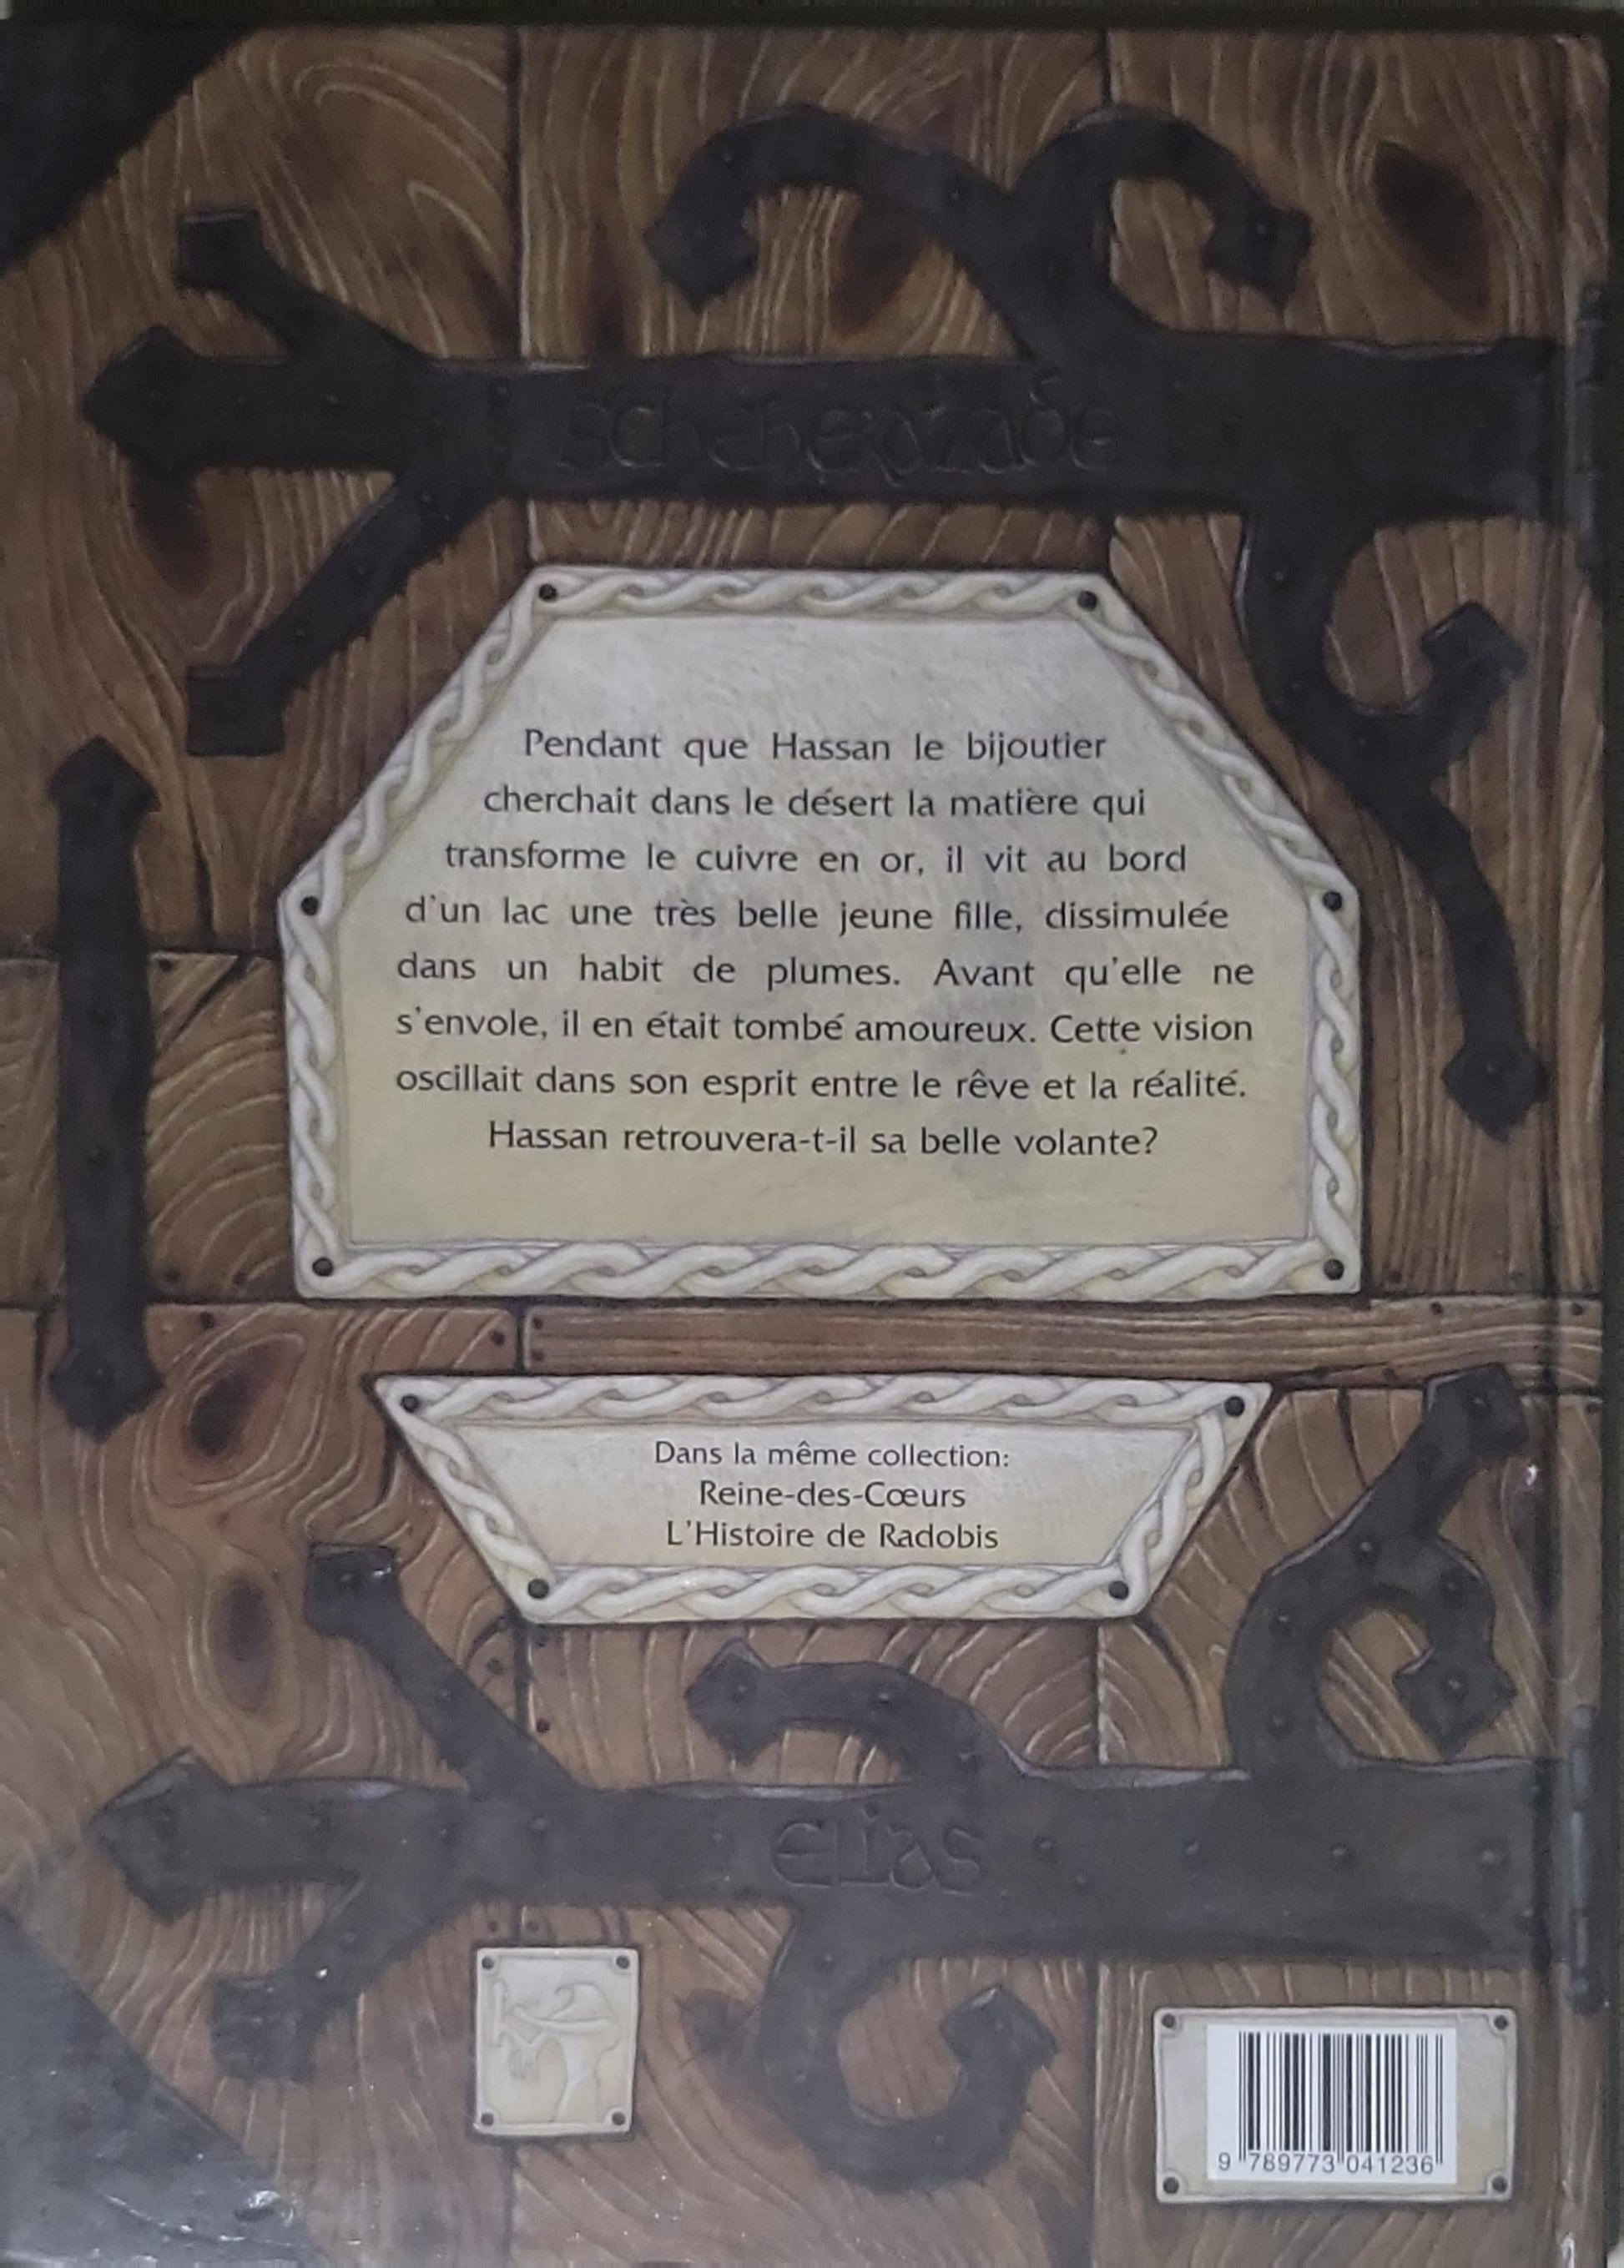 Scheherazade
Pendant que Hassan le bijoutier
cherchait dans le désert la matière qui
transforme le cuivre en or, il vit au bord
d'un lac une très belle jeune fille, dissimulée
dans un habit de plumes. Avant qu'elle ne
s'envole, il en était tombé amoureux. Cette vision
oscillait dans son esprit entre le rêve et la réalité.
Hassan retrouvera-t-il sa belle volante?
Dans la même collection:
Reine-des-Cœurs
L'Histoire de Radobis
Elias
9 789773 041236